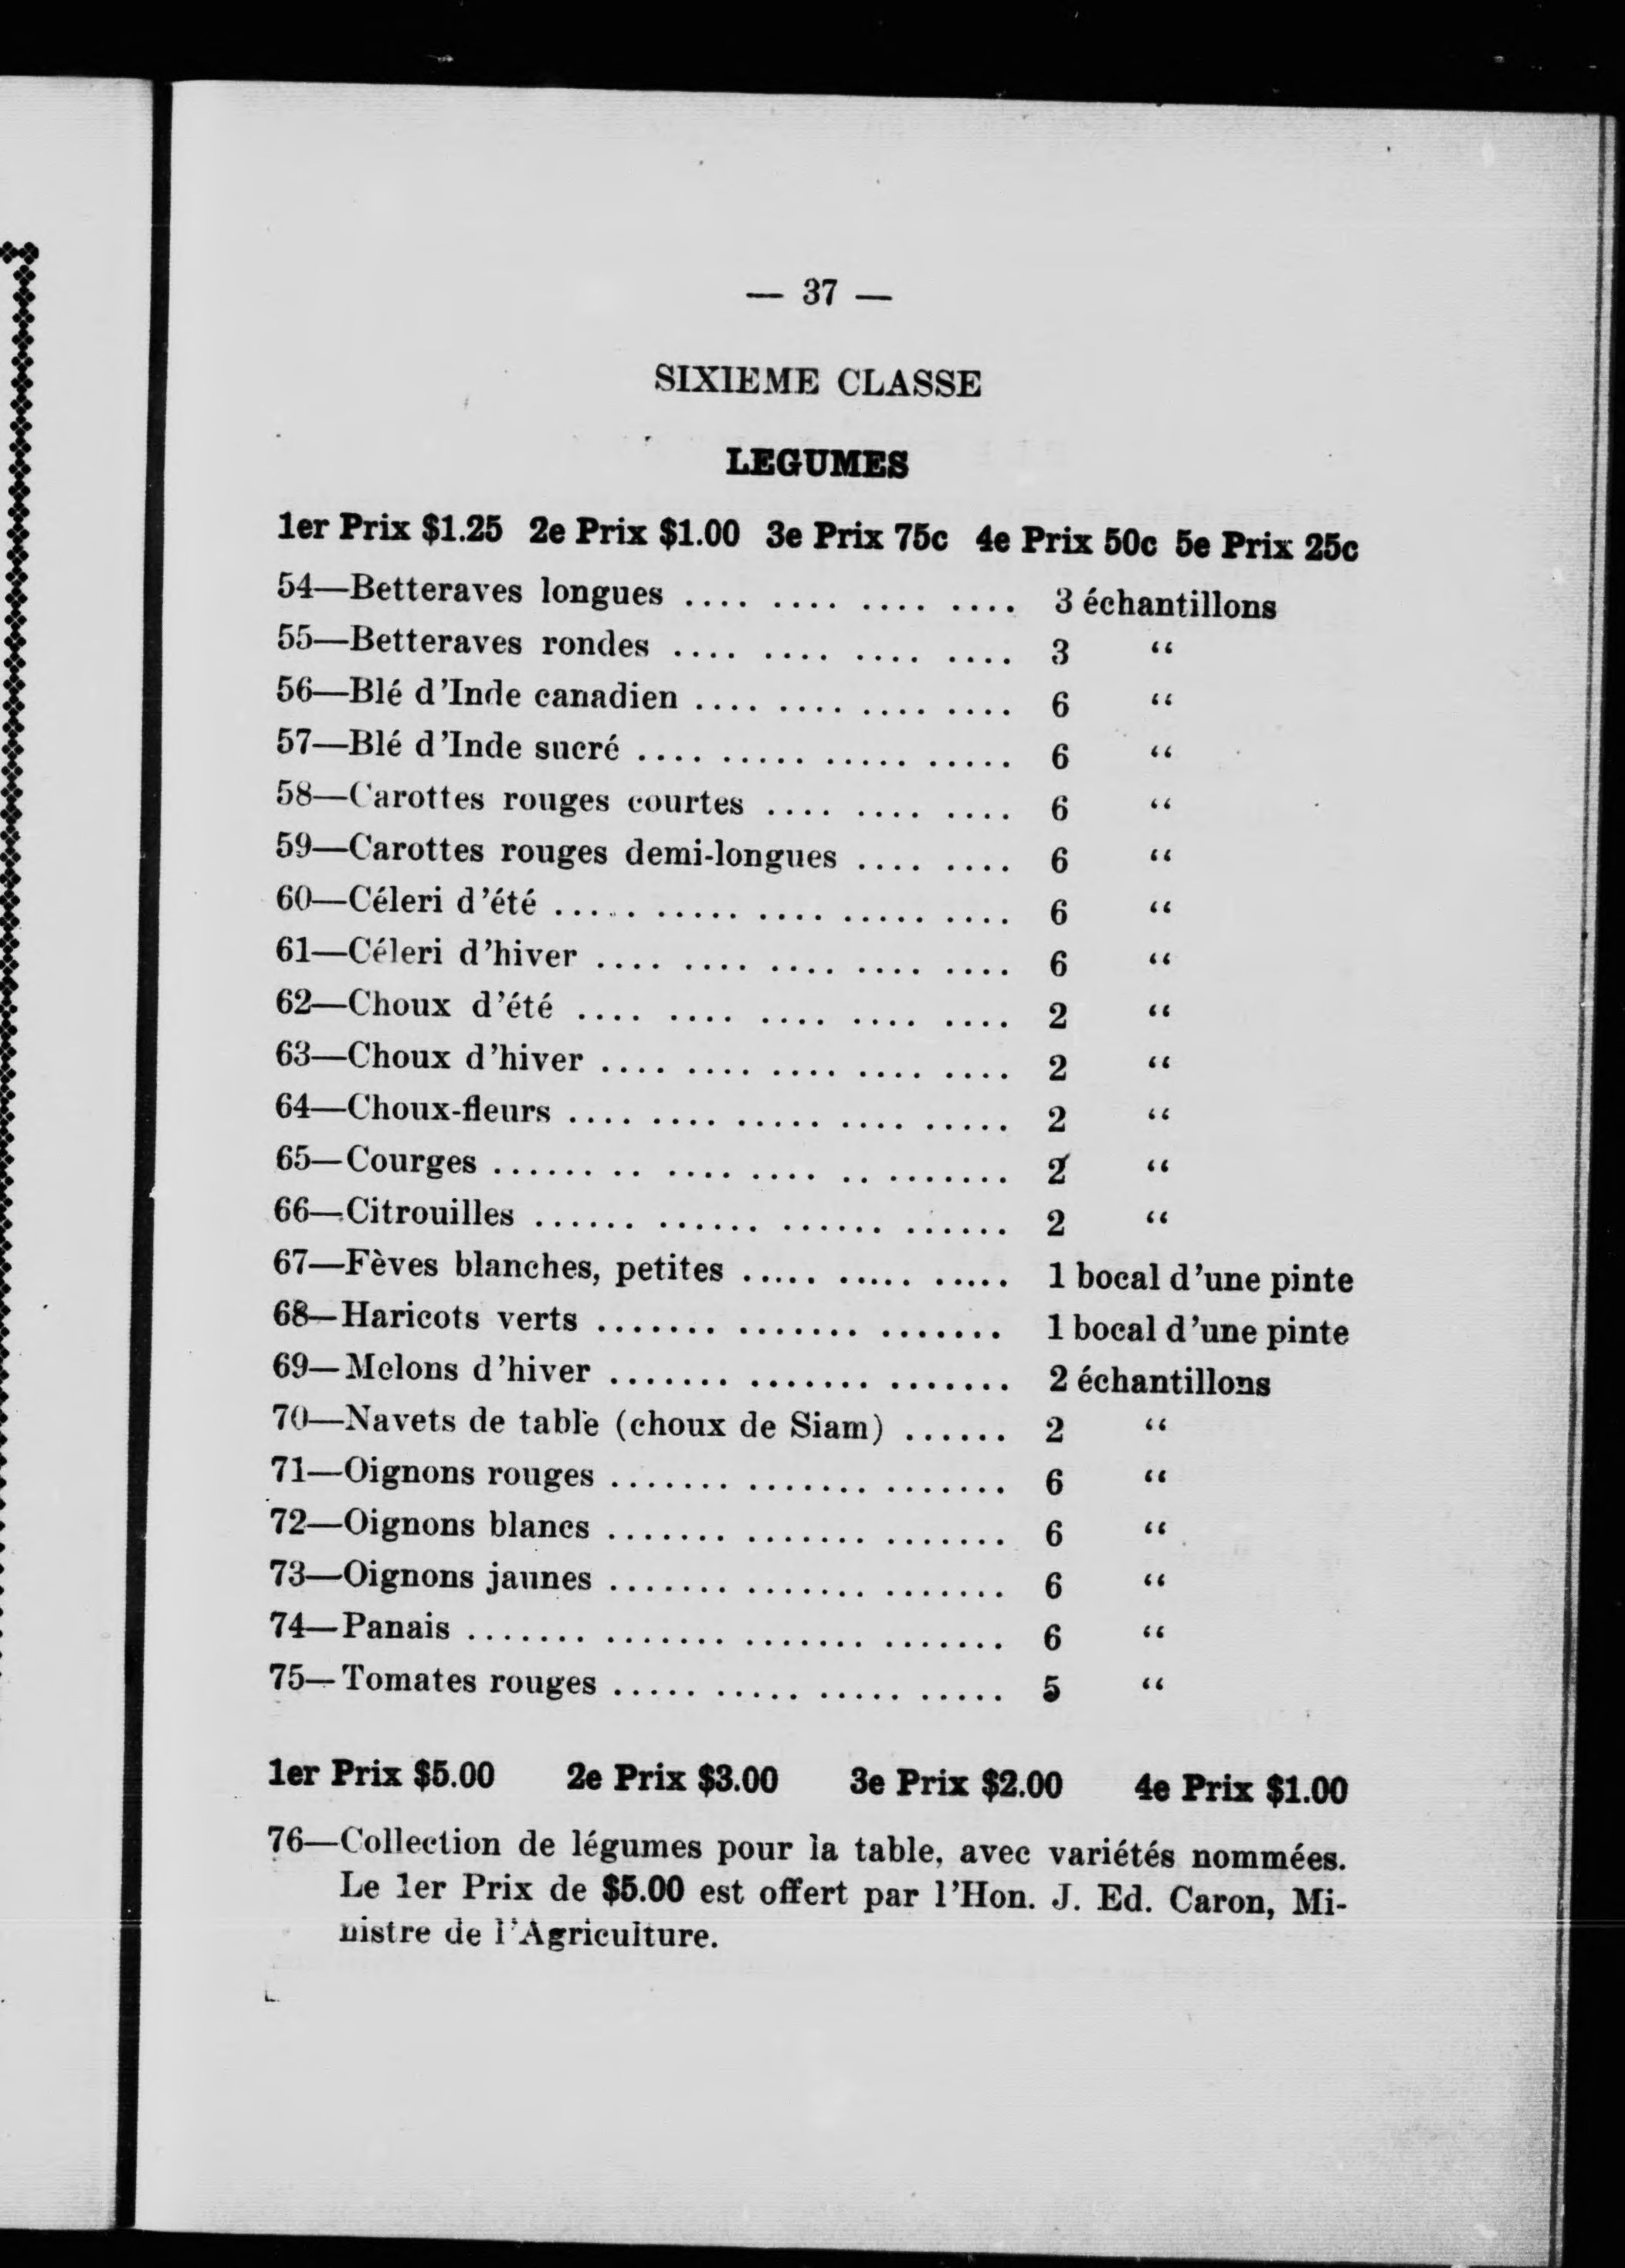 — 37 —
SIXIEME CLASSE
LEGUMES
1er Prix $1.25 2e Prix $1.00 3e Prix 75c 4e Prix 50c 5e Prix 25c
54—Betteraves longues .... .... .... .... 3 échantillons
55—Betteraves rondes .... .... .... .... 3 “
56—Blé d'Inde canadien .... .... .... .... 6 “
57—Blé d'Inde sucré .... ..... ..... ..... 6 “
58—Carottes rouges courtes .... .... .... 6 “
59—Carottes rouges demi-longues .... .... 6 “
60—Céleri d'été ..... ..... .... ..... .... 6 “
61—Céleri d'hiver .... .... .... .... .... 6 “
62—Choux d'été .... .... .... .... .... 2 “
63—Choux d'hiver .... .... .... .... .... 2 “
64—Choux-fleurs .... .... ..... .... ..... 2 “
65—Courges ...... .. .... .... .. ....... 2 “
66—Citrouilles ...... ...... ...... ...... 2 “
67—Fèves blanches, petites ..... ..... ..... 1 bocal d'une pinte
68—Haricots verts ....... ....... ....... 1 bocal d'une pinte
69—Melons d'hiver ....... ....... ....... 2 échantillons
70—Navets de table (choux de Siam) ...... 2 “
71—Oignons rouges ....... ....... ....... 6 “
72—Oignons blancs ....... ....... ....... 6 “
73—Oignons jaunes ....... ....... ....... 6 “
74—Panais ....... ....... ....... ....... 6 “
75—Tomates rouges ..... ..... ..... ..... 5 “
1er Prix $5.00 2e Prix $3.00 3e Prix $2.00 4e Prix $1.00
76—Collection de légumes pour la table, avec variétés nommées.
Le 1er Prix de $5.00 est offert par l'Hon. J. Ed. Caron, Mi-
nistre de l'Agriculture.